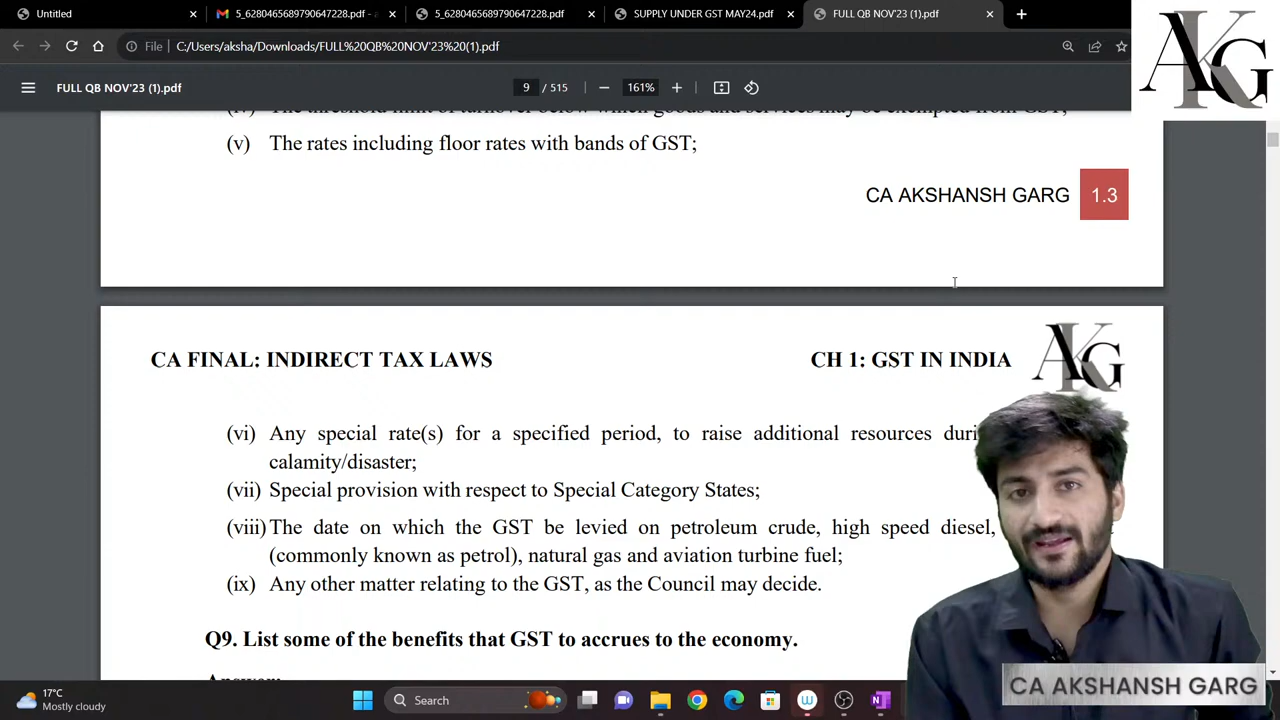 Untitled
5_6280465689790647228.pdf - a
5_6280465689790647228.pdf
SUPPLY UNDER GST MAY24.pdf
FULL QB NOV'23 (1).pdf
File
C:/Users/aksha/Downloads/FULL%20QB%20NOV'23%20(1).pdf
AKG
FULL QB NOV'23 (1).pdf
9 / 515
161%
(v) The rates including floor rates with bands of GST;
CA AKSHANSH GARG 1.3
CA FINAL: INDIRECT TAX LAWS
CH 1: GST IN INDIA
AKG
(vi) Any special rate(s) for a specified period, to raise additional resources
calamity/disaster;
(vii) Special provision with respect to Special Category States;
(viii) The date on which the GST be levied on petroleum crude, high speed diesel,
(commonly known as petrol), natural gas and aviation turbine fuel;
(ix) Any other matter relating to the GST, as the Council may decide.
Q9. List some of the benefits that GST to accrues to the economy.
CA AKSHANSH GARG
17°C
Mostly cloudy
Search